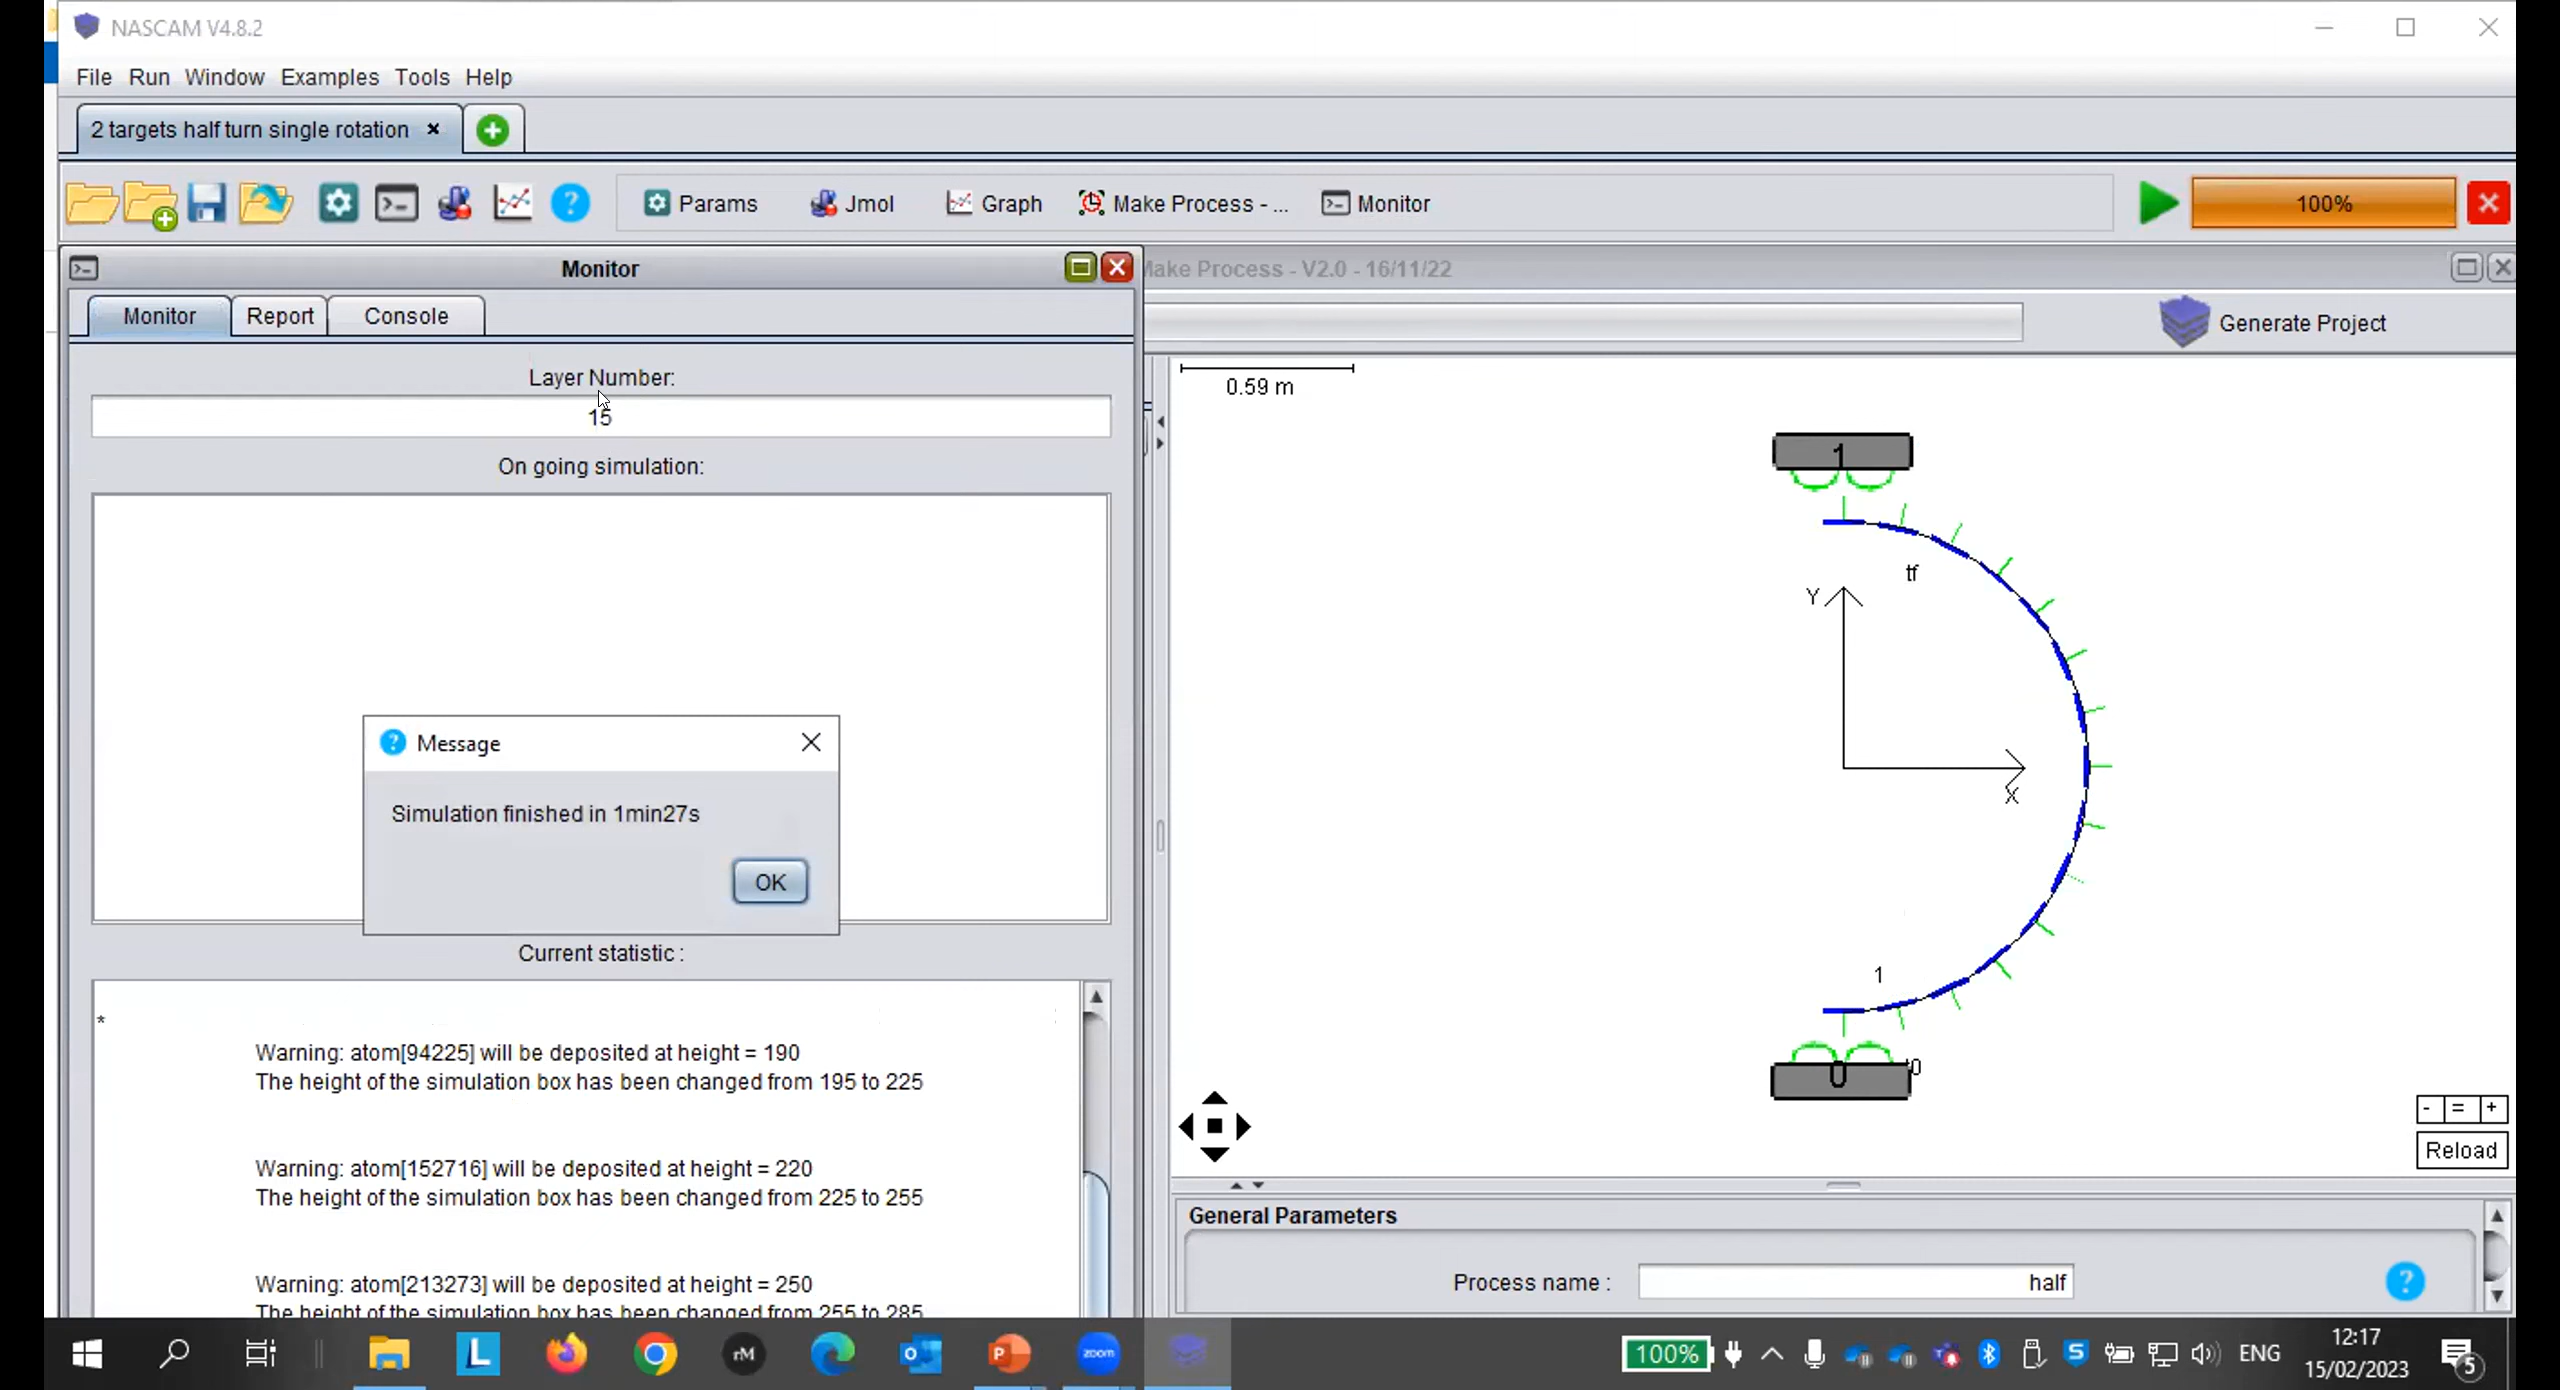 NASCAM V4.8.2
File Run Window Examples Tools Help
2 targets half turn single rotation ×
Params Jmol Graph Make Process - ... Monitor 100%
Monitor
Make Process - V2.0 - 16/11/22
Monitor Report Console
Generate Project
Layer Number:
15
On going simulation:
Message
Simulation finished in 1min27s
OK
Current statistic :
*
Warning: atom[94225] will be deposited at height = 190
The height of the simulation box has been changed from 195 to 225
Warning: atom[152716] will be deposited at height = 220
The height of the simulation box has been changed from 225 to 255
Warning: atom[213273] will be deposited at height = 250
The height of the simulation box has been changed from 255 to 285
0.59 m
1
tf
Y
X
1
0
t0
- = +
Reload
General Parameters
Process name : half
L rM O P zoom
100% S ENG
12:17
15/02/2023
5